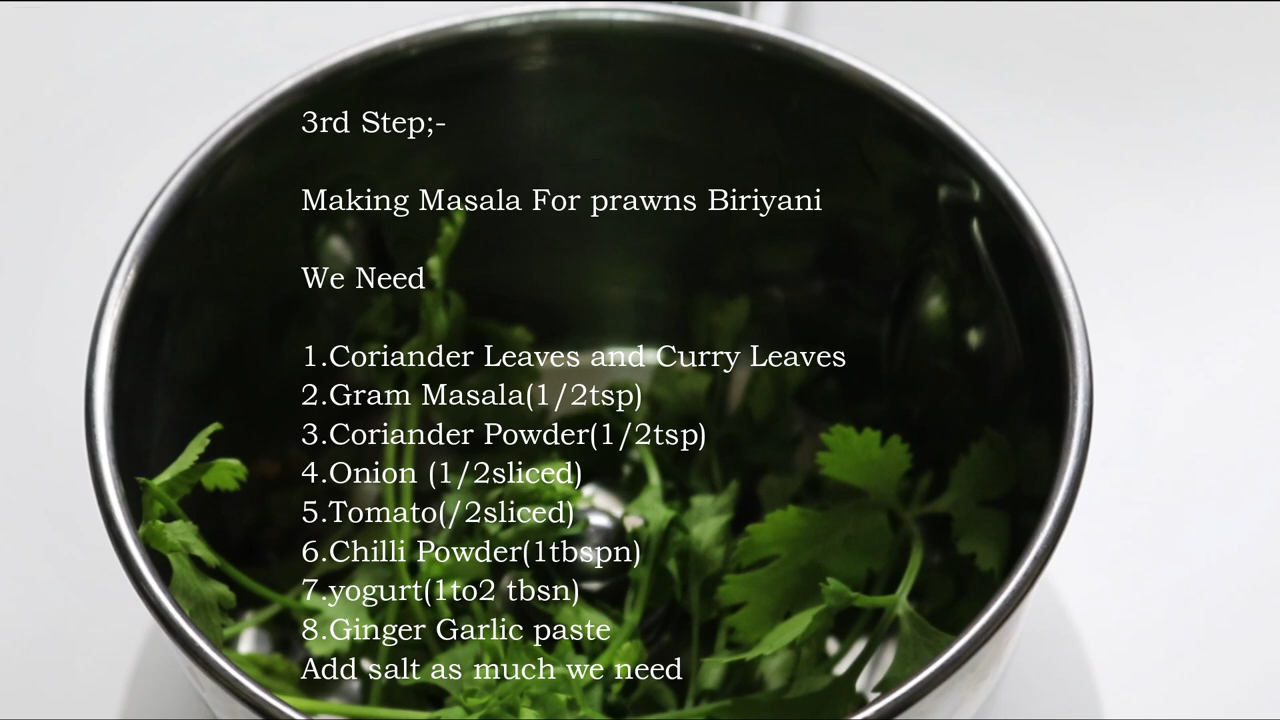 3rd Step;-
Making Masala For prawns Biriyani
We Need
1.Coriander Leaves and Curry Leaves
2.Gram Masala(1/2tsp)
3.Coriander Powder(1/2tsp)
4.Onion (1/2sliced)
5.Tomato(/2sliced)
6.Chilli Powder(1tbspn)
7.yogurt(1to2 tbsn)
8.Ginger Garlic paste
Add salt as much we need